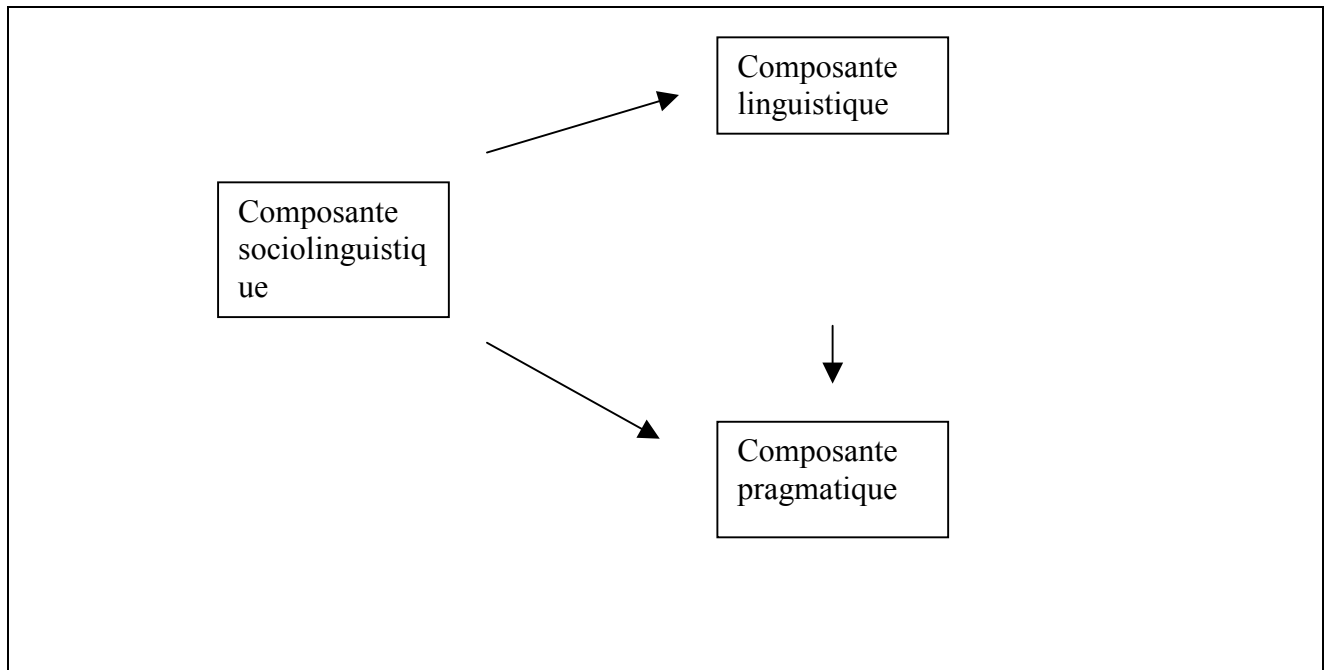 Composante
linguistique
Composante
sociolinguistiq
ue
Composante
pragmatique